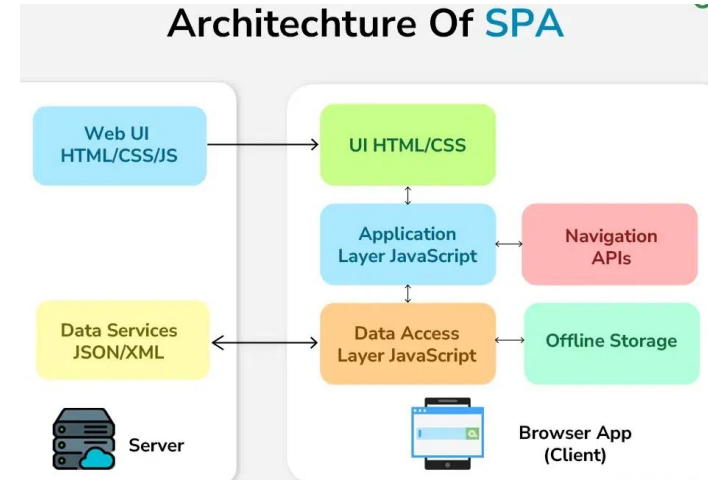 Architechture Of SPA
Web UI
HTML/CSS/JS
UI HTML/CSS
Application
Layer JavaScript
Navigation
APIs
Data Services
JSON/XML
Data Access
Layer JavaScript
Offline Storage
Server
Browser App
(Client)